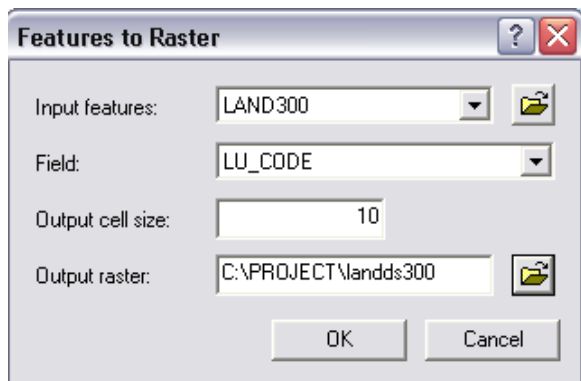 Features to Raster
Input features: LAND300
Field: LU_CODE
Output cell size: 10
Output raster: C:\PROJECT\landds300
OK Cancel